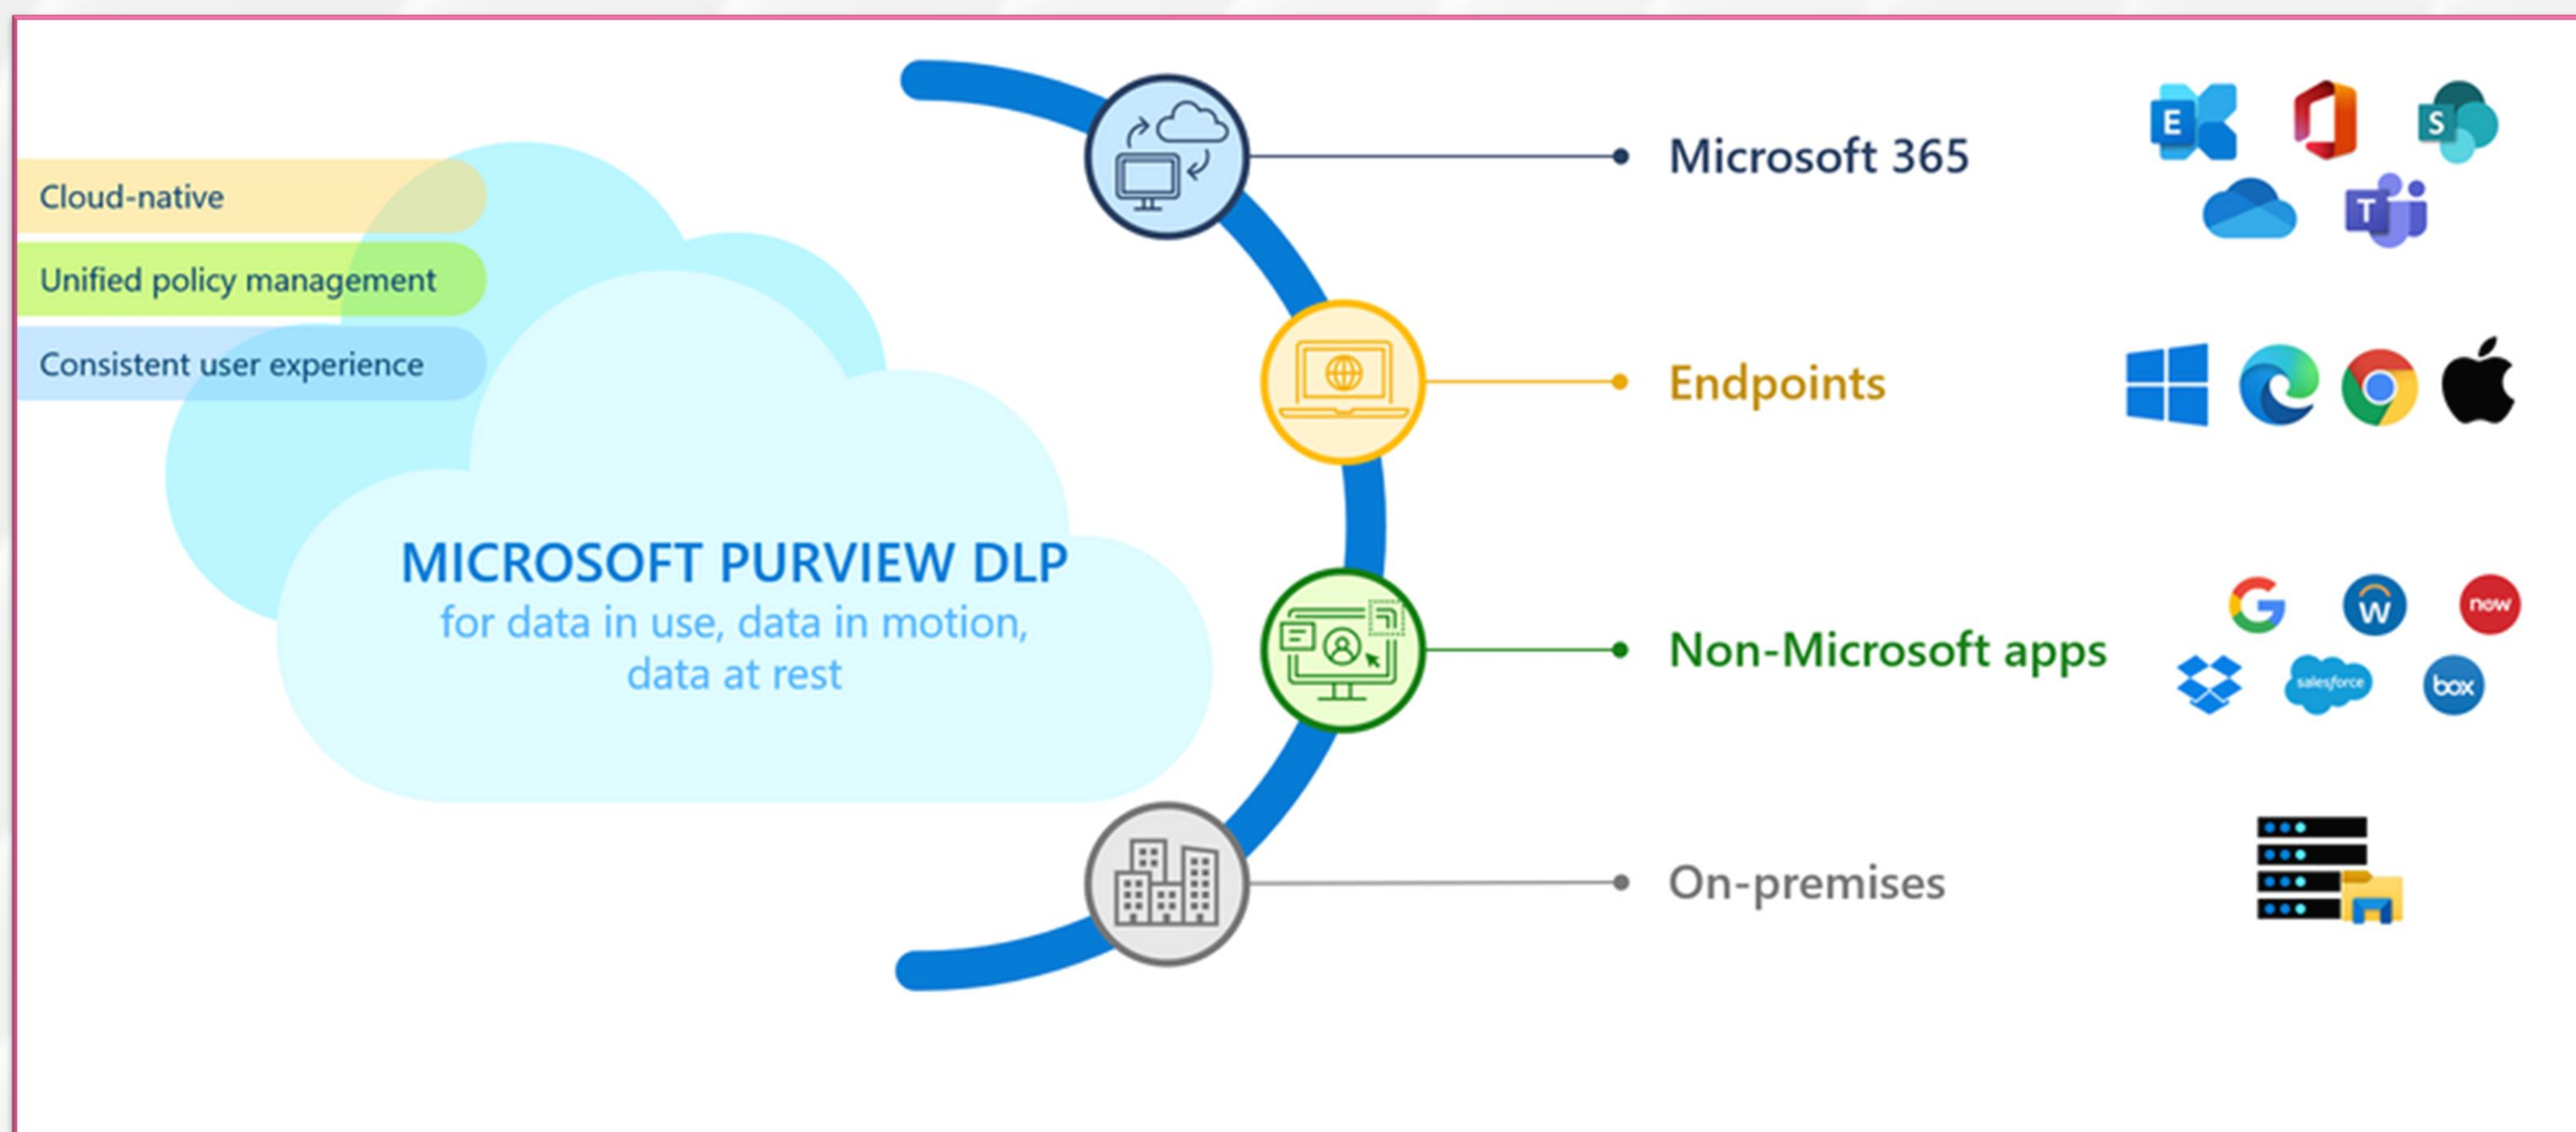 Cloud-native
Unified policy management
Consistent user experience
MICROSOFT PURVIEW DLP
for data in use, data in motion,
data at rest
Microsoft 365
E
S
T
Endpoints
Non-Microsoft apps
G
W
now
salesforce
box
On-premises